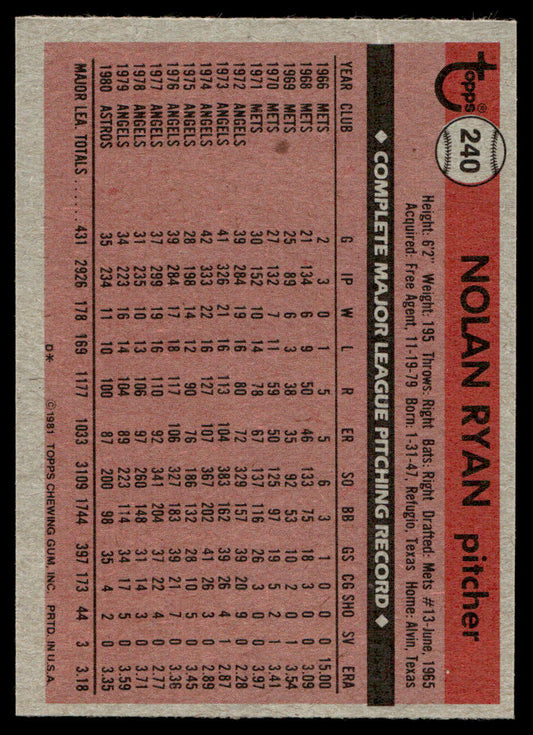 Topps®
240
NOLAN RYAN pitcher
Height: 6'2" Weight: 195 Throws: Right Bats: Right Drafted: Mets #13-June, 1965
Acquired: Free Agent, 11-19-79 Born: 1-31-47, Refugio, Texas Home: Alvin, Texas
◆ COMPLETE MAJOR LEAGUE PITCHING RECORD ◆
YEAR CLUB G IP W L R ER SO BB GS CG SHO SV ERA
1966 METS 2 3 0 1 5 5 6 3 1 0 0 0 15.00
1968 METS 21 134 6 9 50 46 133 75 18 3 0 0 3.09
1969 METS 25 89 6 3 38 35 92 53 10 2 0 1 3.54
1970 METS 27 132 7 11 59 50 125 97 19 5 2 1 3.41
1971 METS 30 152 10 14 78 67 137 116 26 3 0 0 3.97
1972 ANGELS 39 284 19 16 80 72 329 157 39 20 9 0 2.28
1973 ANGELS 41 326 21 16 113 104 383 162 39 26 4 1 2.87
1974 ANGELS 42 333 22 16 127 107 367 202 41 26 3 0 2.89
1975 ANGELS 28 198 14 12 90 76 186 132 28 10 5 0 3.45
1976 ANGELS 39 284 17 18 117 106 327 183 39 21 7 0 3.36
1977 ANGELS 37 299 19 16 110 92 341 204 37 22 4 0 2.77
1978 ANGELS 31 235 10 13 106 97 260 148 31 14 3 0 3.71
1979 ANGELS 34 223 16 14 104 89 223 114 34 17 5 0 3.59
1980 ASTROS 35 234 11 10 100 87 200 98 35 4 2 0 3.35
MAJOR LEA. TOTALS ...... 431 2926 178 169 1177 1033 3109 1744 397 173 44 3 3.18
D* ©1981 TOPPS CHEWING GUM, INC. PRTD. IN U.S.A.